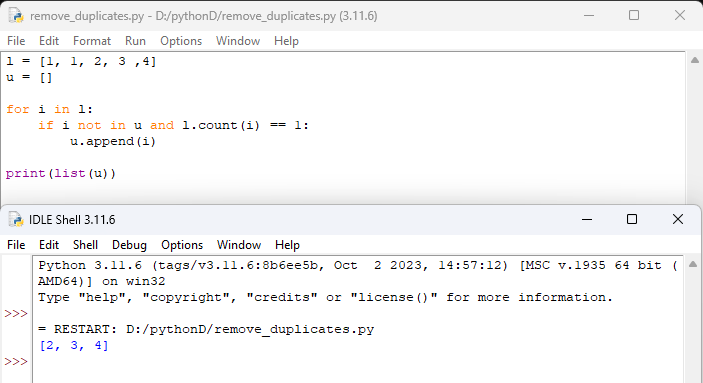 remove_duplicates.py - D:/pythonD/remove_duplicates.py (3.11.6)
File Edit Format Run Options Window Help
l = [1, 1, 2, 3 ,4]
u = []
for i in l:
    if i not in u and l.count(i) == 1:
        u.append(i)
print(list(u))
IDLE Shell 3.11.6
File Edit Shell Debug Options Window Help
Python 3.11.6 (tags/v3.11.6:8b6ee5b, Oct  2 2023, 14:57:12) [MSC v.1935 64 bit (
AMD64)] on win32
Type "help", "copyright", "credits" or "license()" for more information.
>>>
= RESTART: D:/pythonD/remove_duplicates.py
[2, 3, 4]
>>>